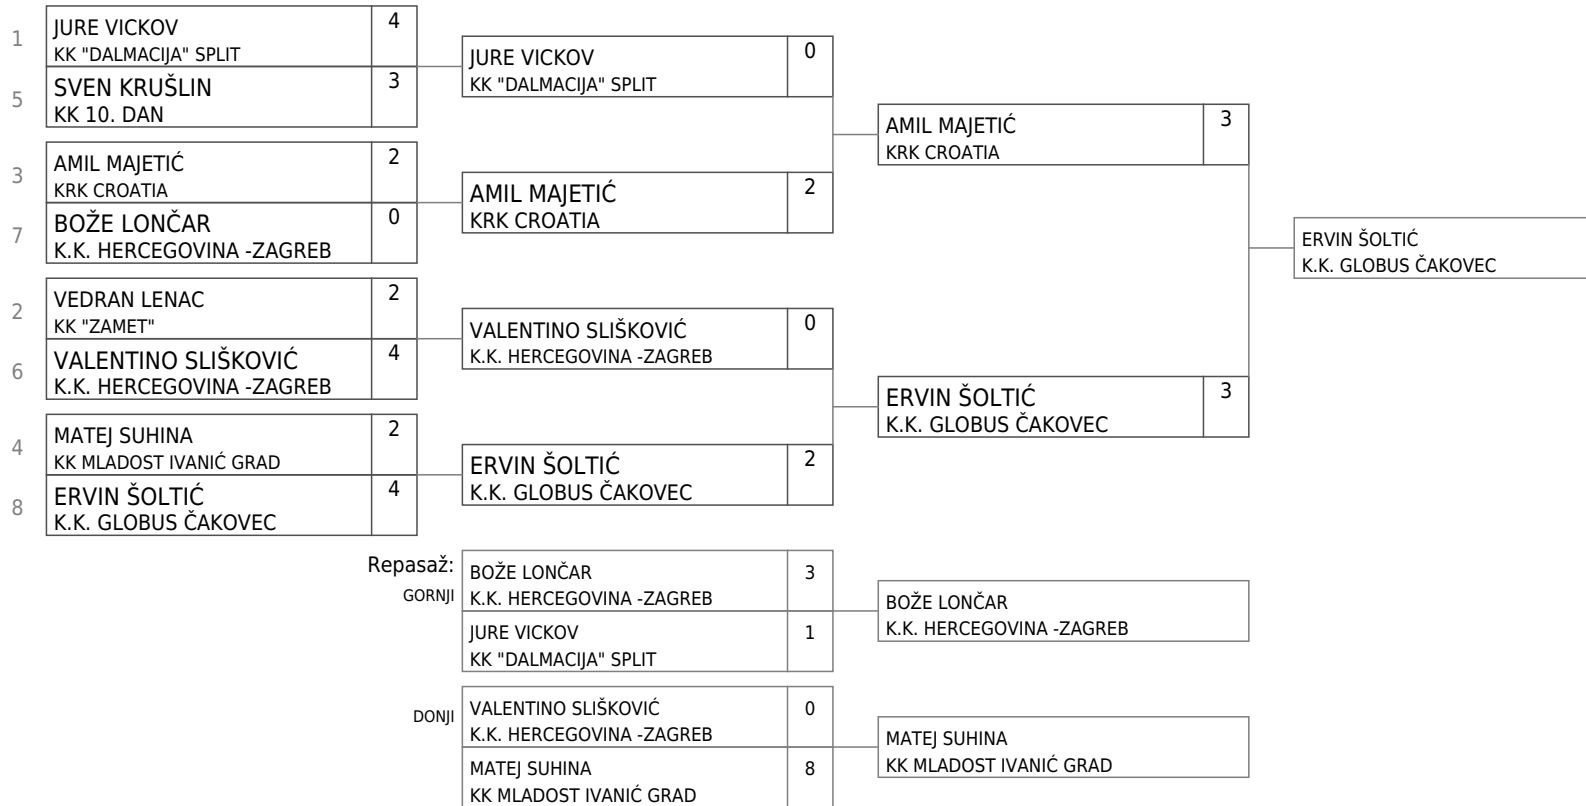 1
JURE VICKOV
KK "DALMACIJA" SPLIT
4
5
SVEN KRUŠLIN
KK 10. DAN
3
3
AMIL MAJETIĆ
KRK CROATIA
2
7
BOŽE LONČAR
K.K. HERCEGOVINA -ZAGREB
0
2
VEDRAN LENAC
KK "ZAMET"
2
6
VALENTINO SLIŠKOVIĆ
K.K. HERCEGOVINA -ZAGREB
4
4
MATEJ SUHINA
KK MLADOST IVANIĆ GRAD
2
8
ERVIN ŠOLTIĆ
K.K. GLOBUS ČAKOVEC
4
JURE VICKOV
KK "DALMACIJA" SPLIT
0
AMIL MAJETIĆ
KRK CROATIA
2
VALENTINO SLIŠKOVIĆ
K.K. HERCEGOVINA -ZAGREB
0
ERVIN ŠOLTIĆ
K.K. GLOBUS ČAKOVEC
2
AMIL MAJETIĆ
KRK CROATIA
3
ERVIN ŠOLTIĆ
K.K. GLOBUS ČAKOVEC
3
ERVIN ŠOLTIĆ
K.K. GLOBUS ČAKOVEC
Repasaž:
GORNJI
BOŽE LONČAR
K.K. HERCEGOVINA -ZAGREB
3
JURE VICKOV
KK "DALMACIJA" SPLIT
1
BOŽE LONČAR
K.K. HERCEGOVINA -ZAGREB
DONJI
VALENTINO SLIŠKOVIĆ
K.K. HERCEGOVINA -ZAGREB
0
MATEJ SUHINA
KK MLADOST IVANIĆ GRAD
8
MATEJ SUHINA
KK MLADOST IVANIĆ GRAD